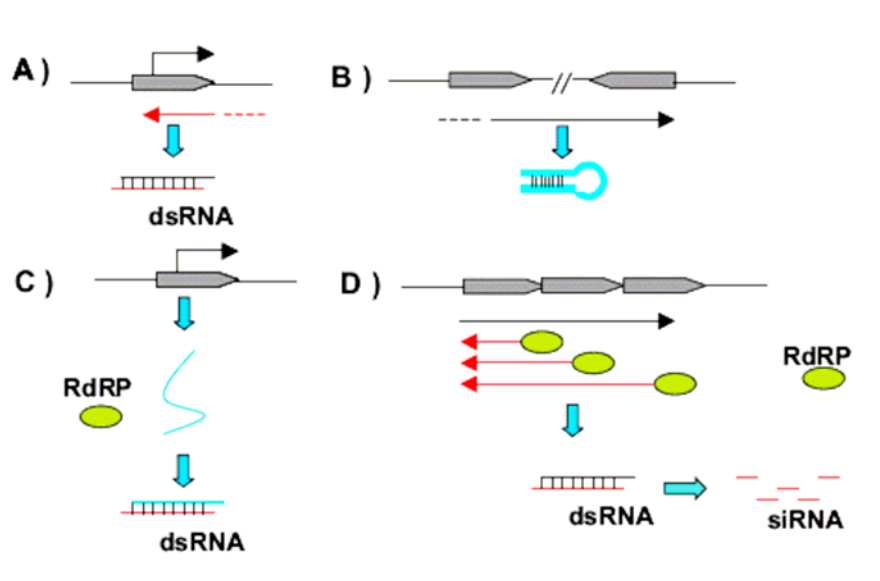 A )
B )
dsRNA
C )
D )
RdRP
RdRP
dsRNA
dsRNA
siRNA